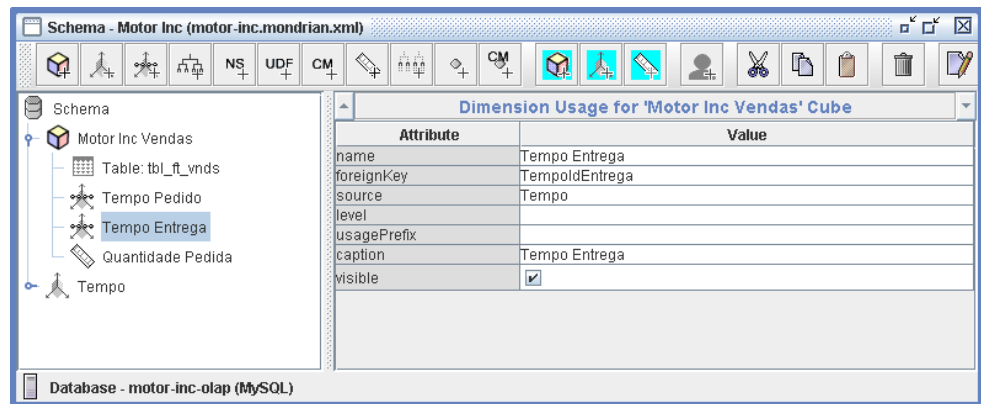 Schema - Motor Inc (motor-inc.mondrian.xml)
NS UDF CM CM
Schema
Motor Inc Vendas
Table: tbl_ft_vnds
Tempo Pedido
Tempo Entrega
Quantidade Pedida
Tempo
Dimension Usage for 'Motor Inc Vendas' Cube
Attribute Value
name Tempo Entrega
foreignKey TempoIdEntrega
source Tempo
level
usagePrefix
caption Tempo Entrega
visible
Database - motor-inc-olap (MySQL)